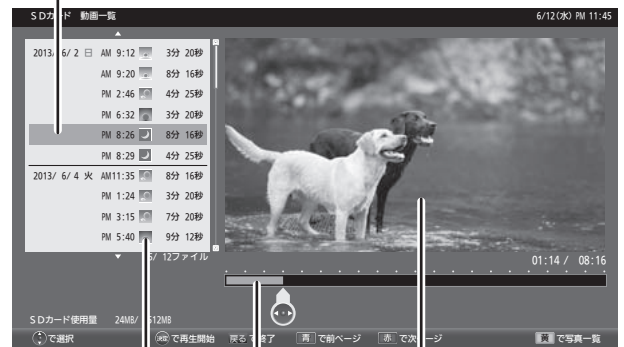 SDカード 動画一覧
6/12(水) PM 11:45
2013/ 6/ 2 日 AM 9:12 3分 20秒
AM 9:20 8分 16秒
PM 2:46 4分 25秒
PM 6:32 3分 20秒
PM 8:26 8分 16秒
PM 8:29 4分 25秒
2013/ 6/ 4 火 AM11:35 8分 16秒
PM 1:24 3分 20秒
PM 3:15 7分 20秒
PM 5:40 9分 12秒
/ 12ファイル
01:14 / 08:16
SDカード使用量 24MB/ 512MB
で選択 決定 で再生開始 戻る で終了 青 で前ページ 赤 で次ページ 黄 で写真一覧